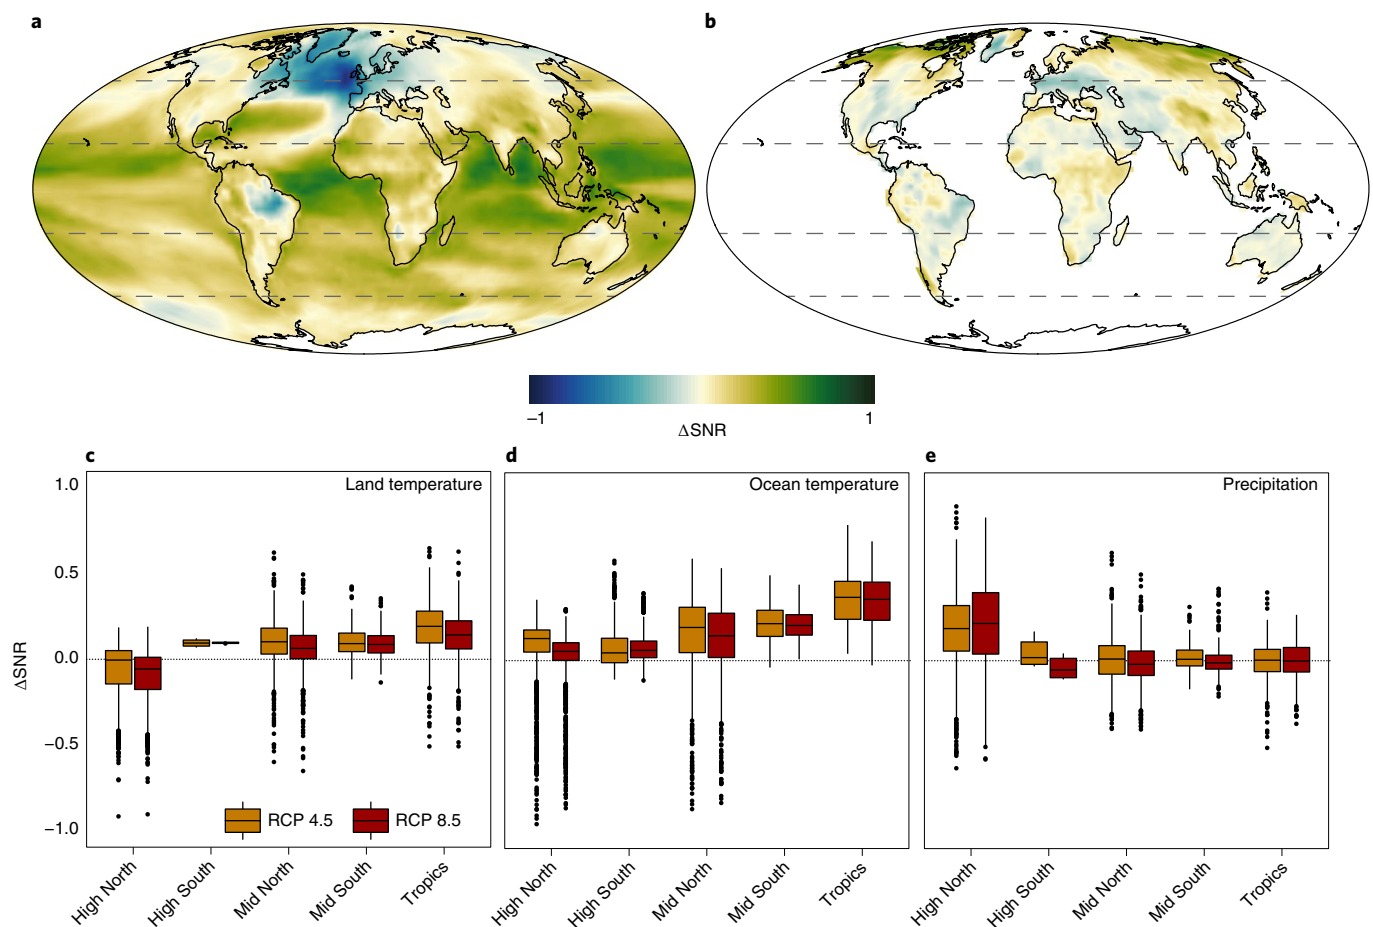 a
b
−1
1
ΔSNR
c
d
e
Land temperature
Ocean temperature
Precipitation
ΔSNR
1.0
0.5
0.0
−0.5
−1.0
RCP 4.5
RCP 8.5
High North
High South
Mid North
Mid South
Tropics
High North
High South
Mid North
Mid South
Tropics
High North
High South
Mid North
Mid South
Tropics